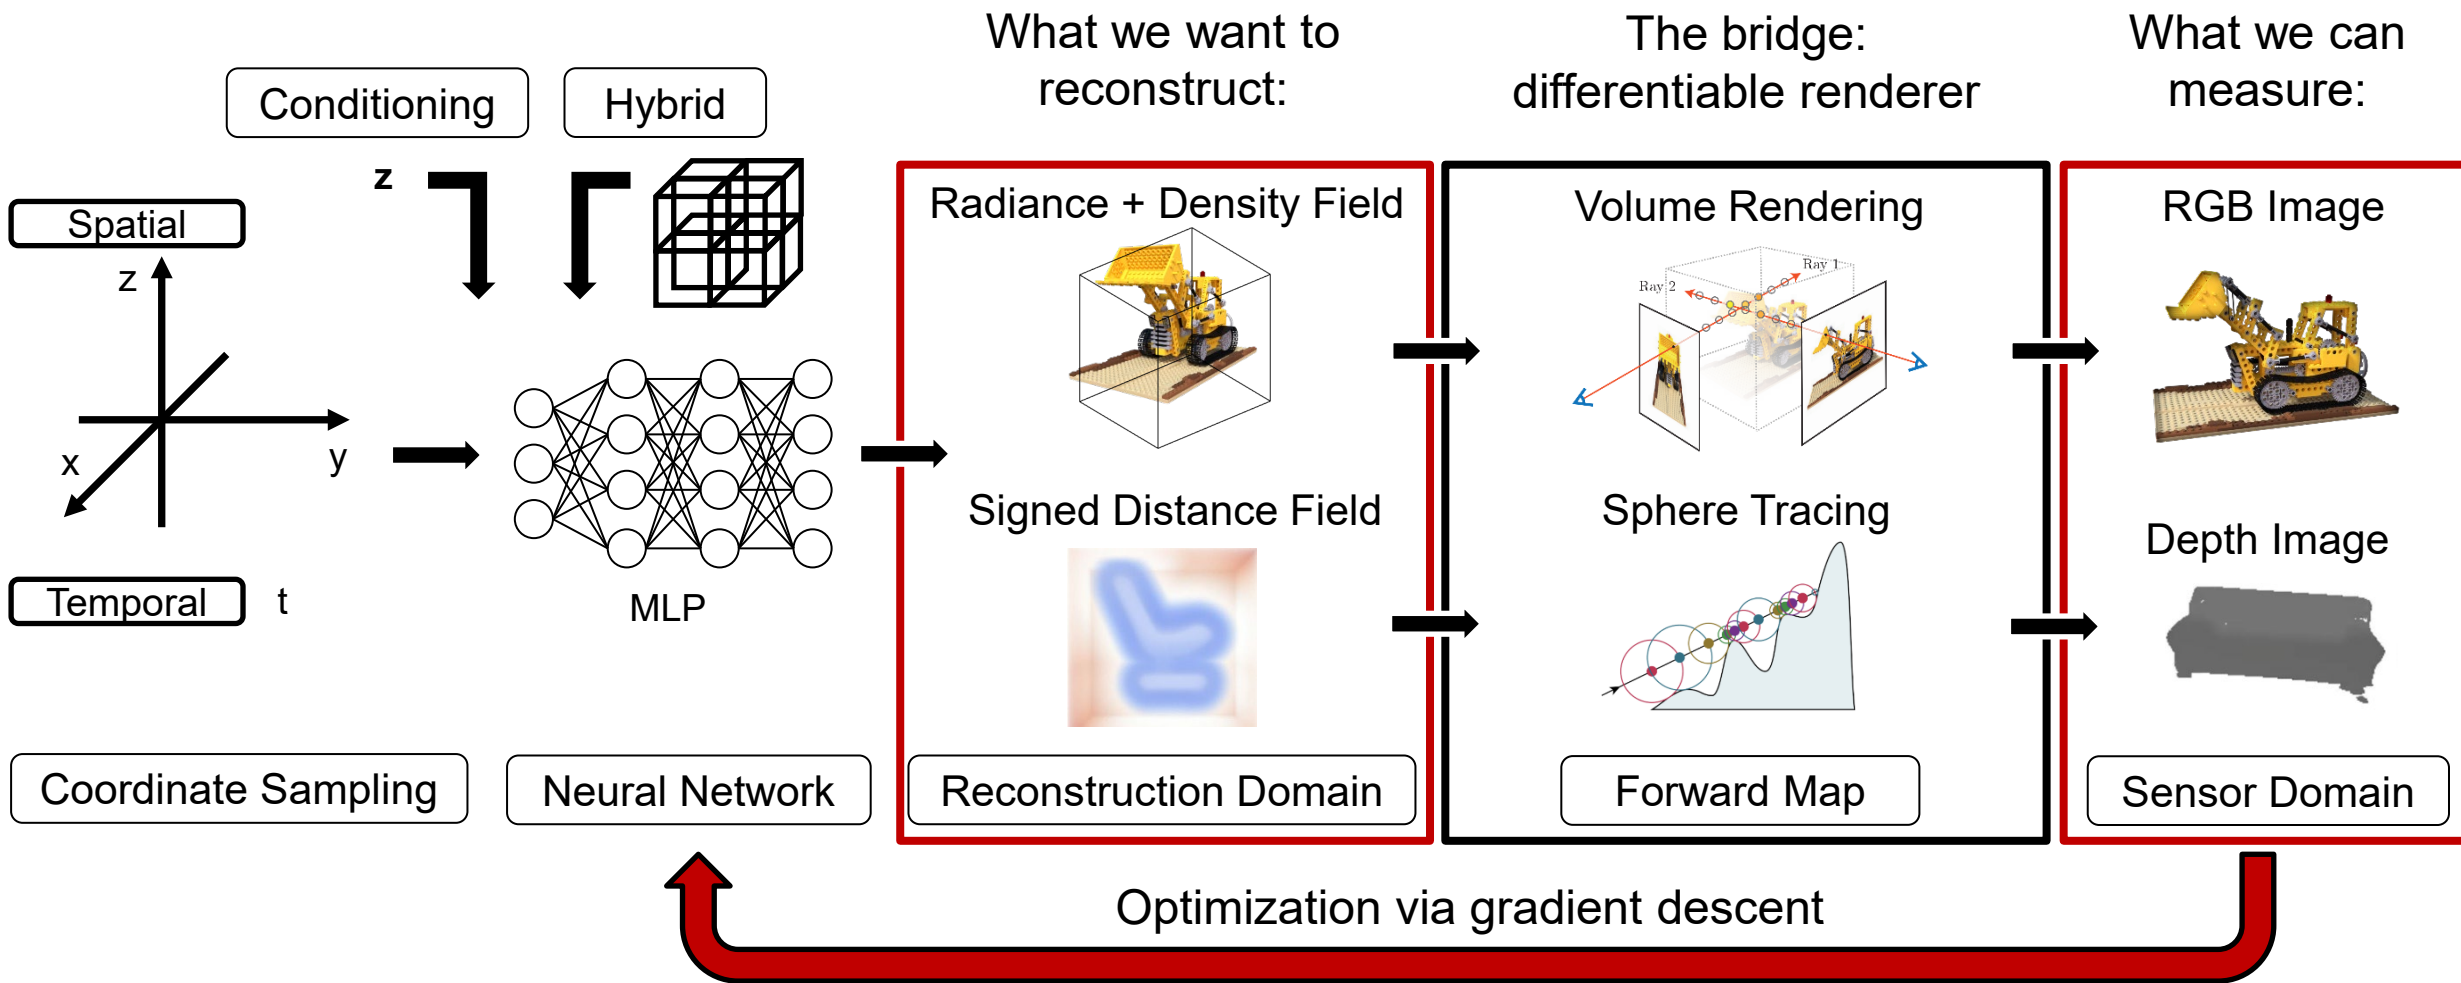 What we want to
reconstruct:
The bridge:
differentiable renderer
What we can
measure:
Conditioning
Hybrid
z
Spatial
z
x
y
Temporal
t
MLP
Radiance + Density Field
Signed Distance Field
Volume Rendering
Ray 1
Ray 2
Sphere Tracing
RGB Image
Depth Image
Coordinate Sampling
Neural Network
Reconstruction Domain
Forward Map
Sensor Domain
Optimization via gradient descent